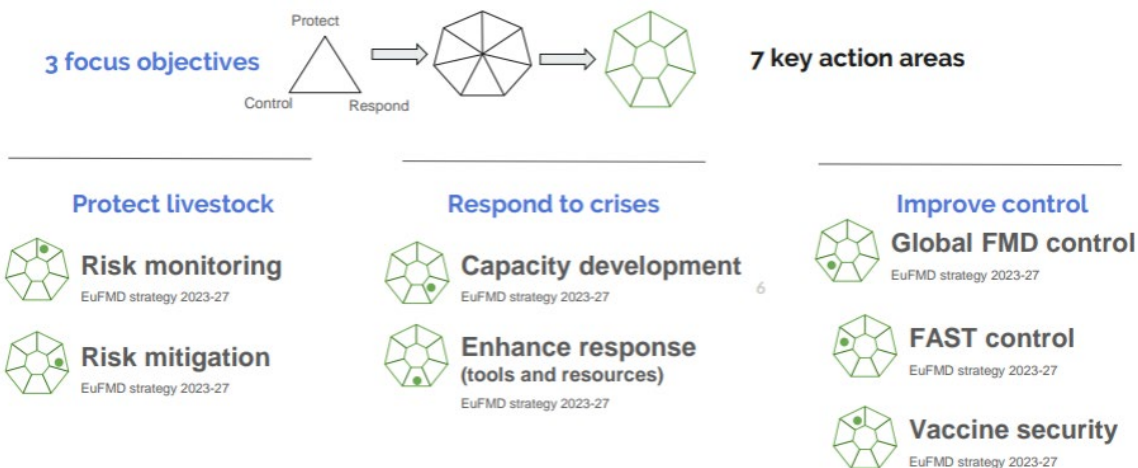 Protect
3 focus objectives
7 key action areas
Control
Respond
Protect livestock
Risk monitoring
EuFMD strategy 2023-27
Risk mitigation
EuFMD strategy 2023-27
Respond to crises
Capacity development
EuFMD strategy 2023-27
Enhance response
(tools and resources)
EuFMD strategy 2023-27
6
Improve control
Global FMD control
EuFMD strategy 2023-27
FAST control
EuFMD strategy 2023-27
Vaccine security
EuFMD strategy 2023-27